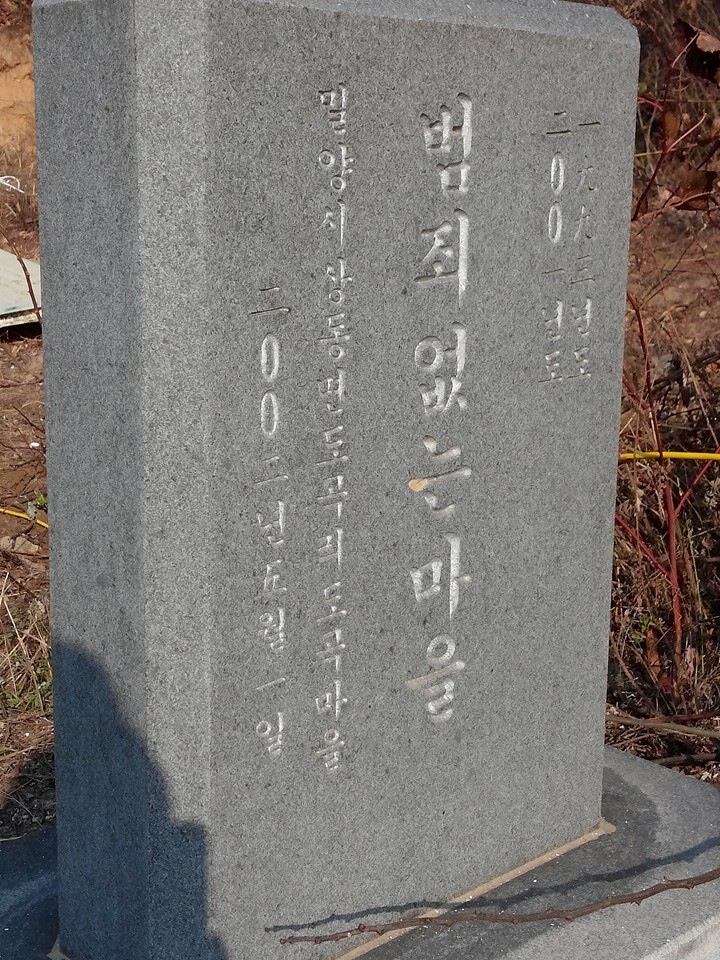 一九九三년도
二00一년도
범죄없는마을
밀양시상동면도곡리도곡마을
二00二년五월一일